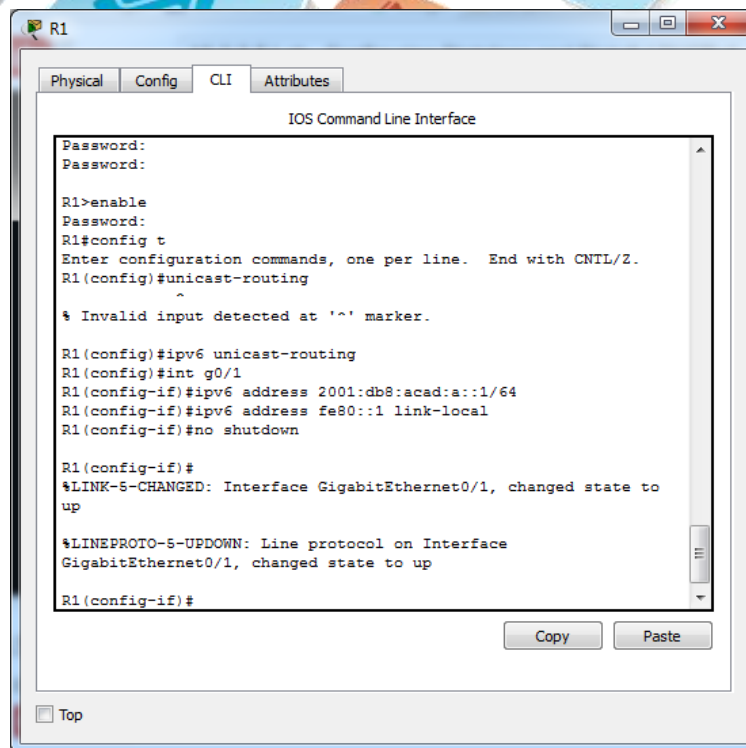 R1
Physical Config CLI Attributes
IOS Command Line Interface
Password:
Password:
R1>enable
Password:
R1#config t
Enter configuration commands, one per line.  End with CNTL/Z.
R1(config)#unicast-routing
^
% Invalid input detected at '^' marker.
R1(config)#ipv6 unicast-routing
R1(config)#int g0/1
R1(config-if)#ipv6 address 2001:db8:acad:a::1/64
R1(config-if)#ipv6 address fe80::1 link-local
R1(config-if)#no shutdown
R1(config-if)#
%LINK-5-CHANGED: Interface GigabitEthernet0/1, changed state to
up
%LINEPROTO-5-UPDOWN: Line protocol on Interface
GigabitEthernet0/1, changed state to up
R1(config-if)#
Copy Paste
Top